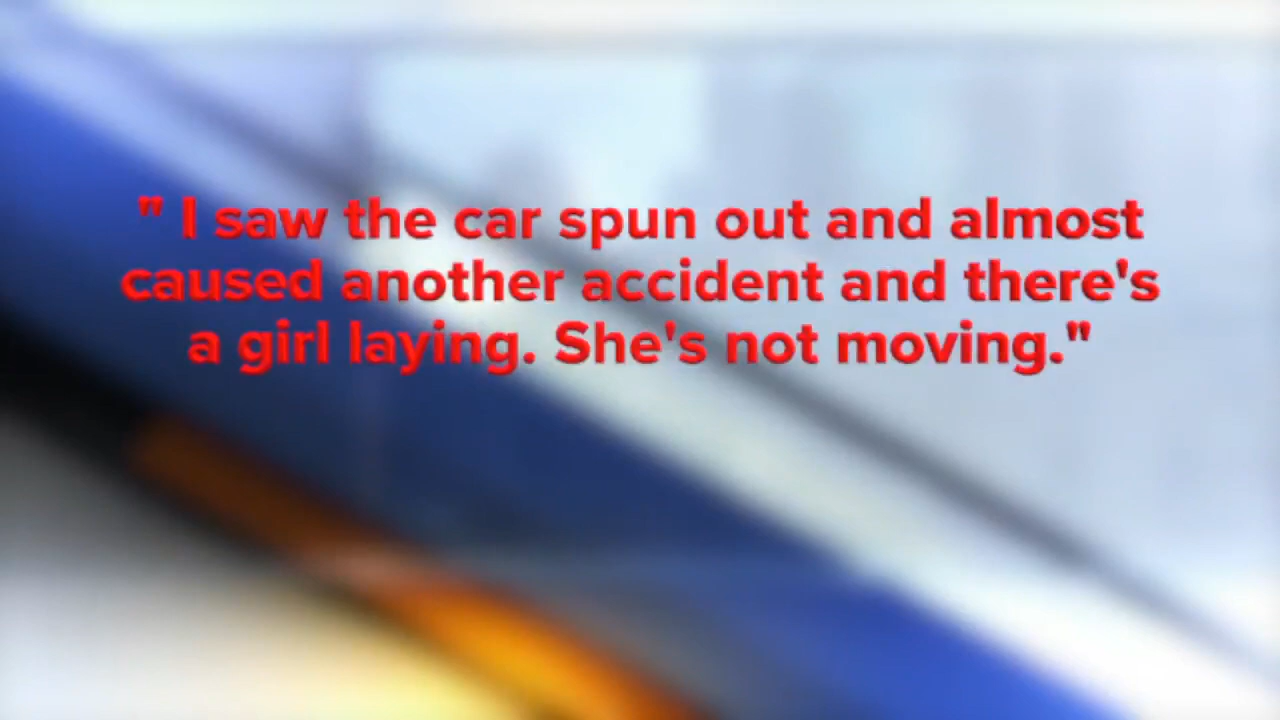 " I saw the car spun out and almost
caused another accident and there's
a girl laying. She's not moving."